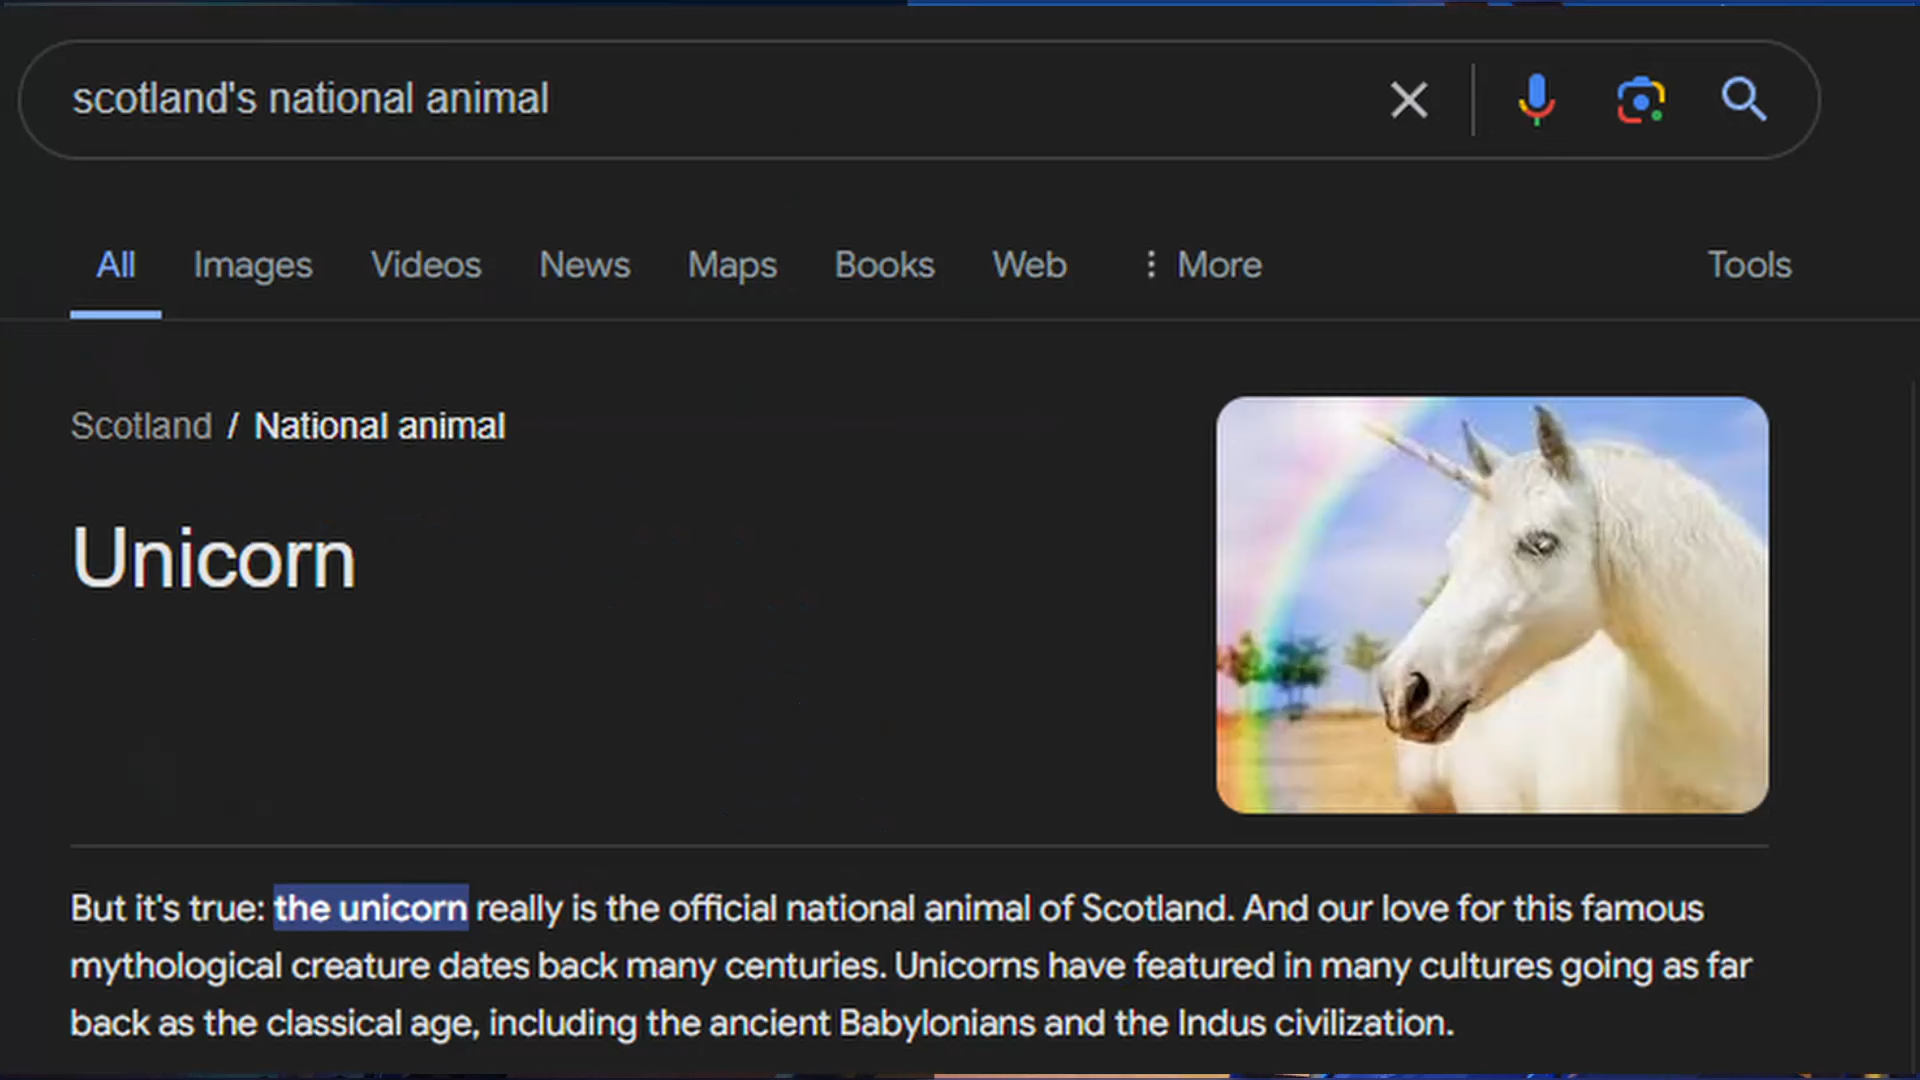 scotland's national animal
All Images Videos News Maps Books Web More Tools
Scotland / National animal
Unicorn
But it's true: the unicorn really is the official national animal of Scotland. And our love for this famous
mythological creature dates back many centuries. Unicorns have featured in many cultures going as far
back as the classical age, including the ancient Babylonians and the Indus civilization.